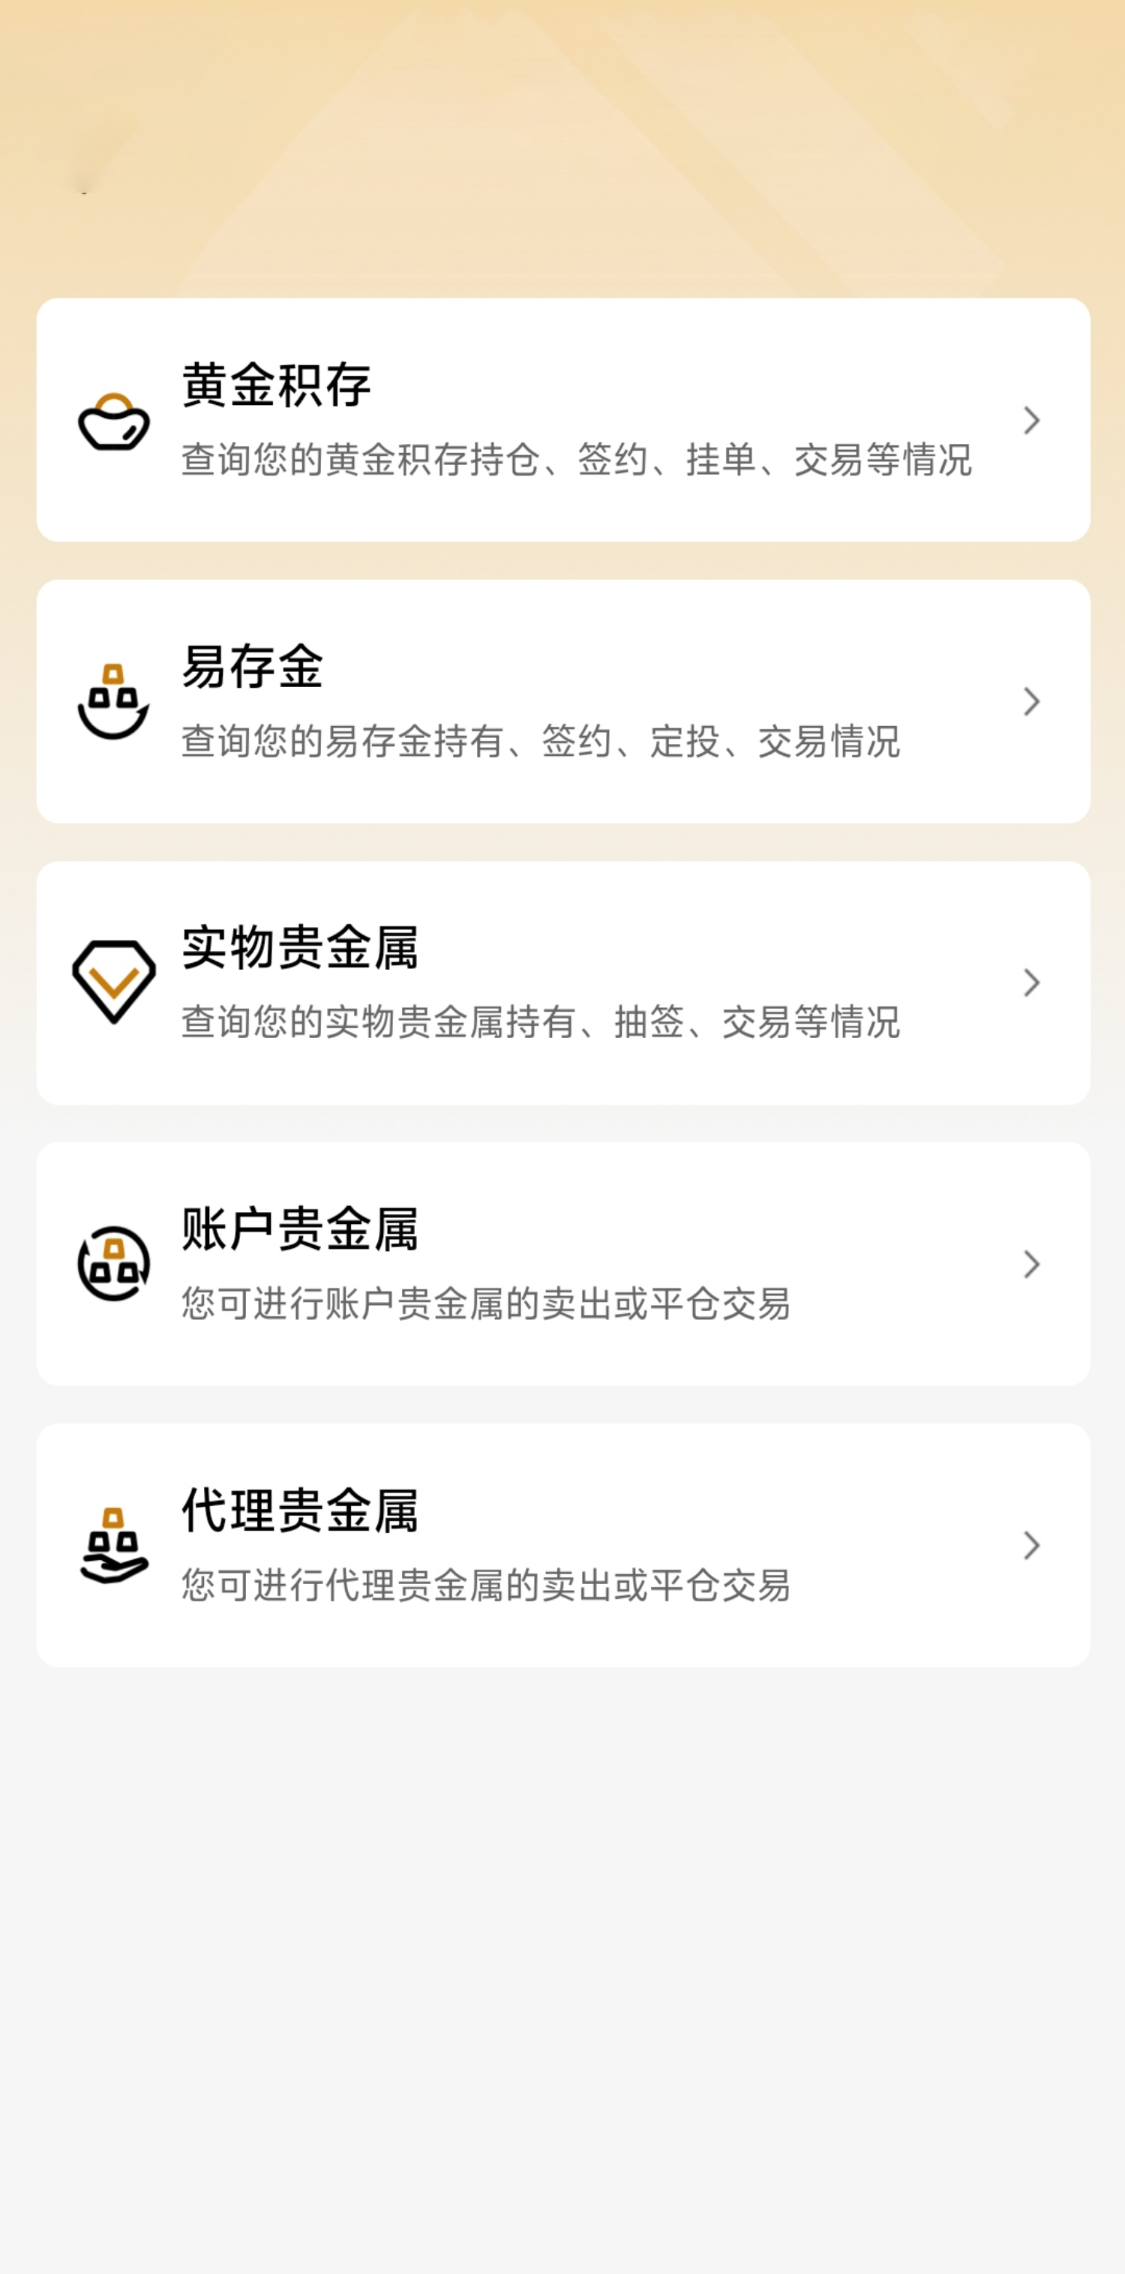 黄金积存
查询您的黄金积存持仓、签约、挂单、交易等情况
易存金
查询您的易存金持有、签约、定投、交易情况
实物贵金属
查询您的实物贵金属持有、抽签、交易等情况
账户贵金属
您可进行账户贵金属的卖出或平仓交易
代理贵金属
您可进行代理贵金属的卖出或平仓交易